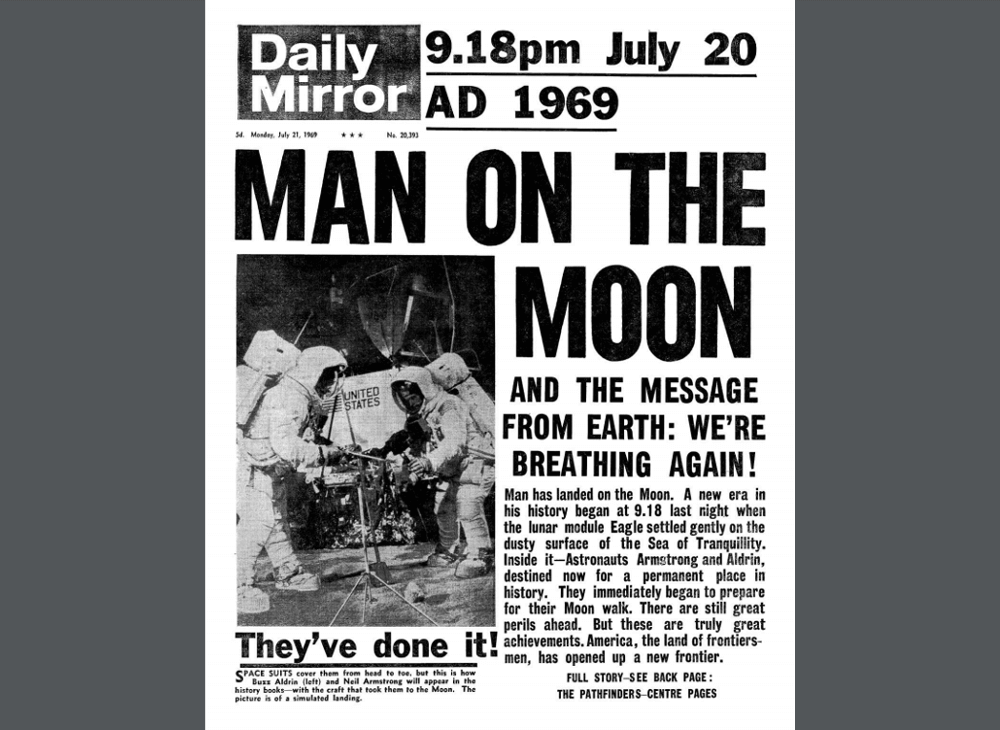 Daily
Mirror
9.18pm July 20
AD 1969
5d. Monday, July 21, 1969 ★ ★ ★ No. 20,393
MAN ON THE
MOON
AND THE MESSAGE
FROM EARTH: WE'RE
BREATHING AGAIN!
Man has landed on the Moon. A new era in
his history began at 9.18 last night when
the lunar module Eagle settled gently on the
dusty surface of the Sea of Tranquillity.
Inside it—Astronauts Armstrong and Aldrin,
destined now for a permanent place in
history. They immediately began to prepare
for their Moon walk. There are still great
perils ahead. But these are truly great
achievements. America, the land of frontiers-
men, has opened up a new frontier.
FULL STORY—SEE BACK PAGE:
THE PATHFINDERS—CENTRE PAGES
UNITED
STATES
They've done it!
SPACE SUITS cover them from head to toe, but this is how
Buzz Aldrin (left) and Neil Armstrong will appear in the
history books—with the craft that took them to the Moon. The
picture is of a simulated landing.